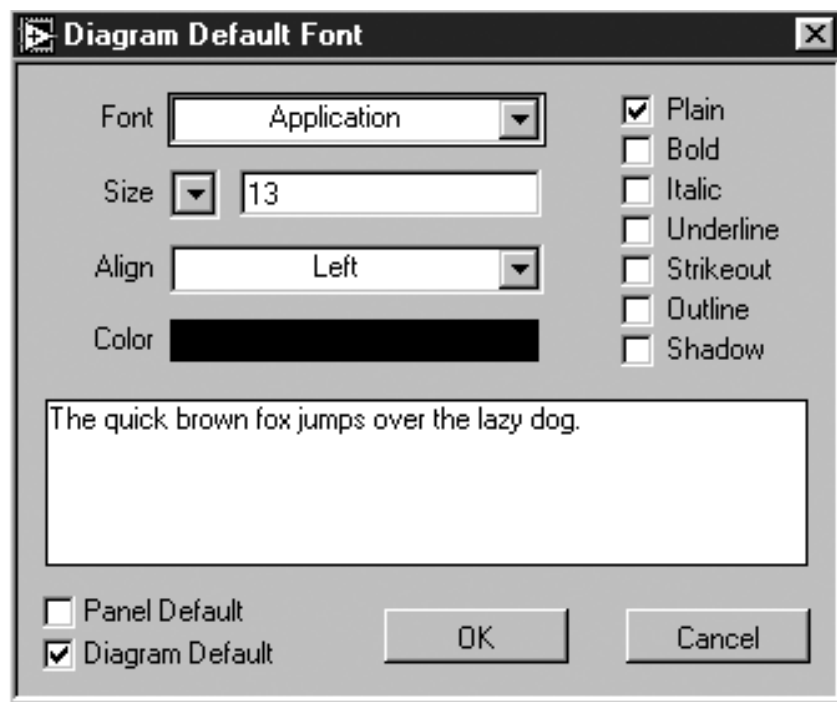 Diagram Default Font
Font Application
Size 13
Align Left
Color
Plain
Bold
Italic
Underline
Strikeout
Outline
Shadow
The quick brown fox jumps over the lazy dog.
Panel Default
Diagram Default
OK
Cancel